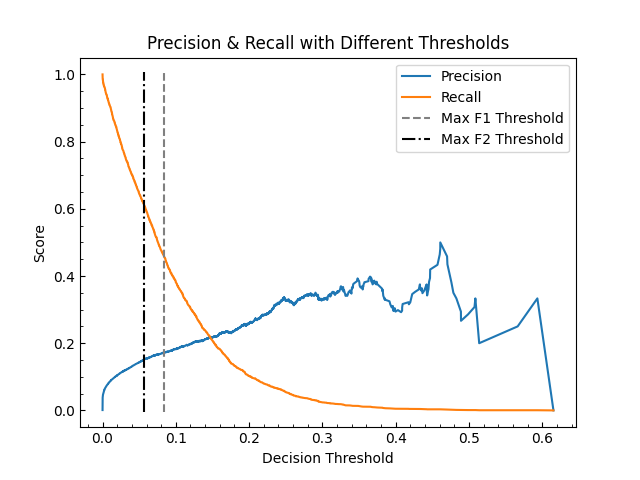 Precision & Recall with Different Thresholds
Precision
Recall
Max F1 Threshold
Max F2 Threshold
Score
1.0
0.8
0.6
0.4
0.2
0.0
0.0 0.1 0.2 0.3 0.4 0.5 0.6
Decision Threshold